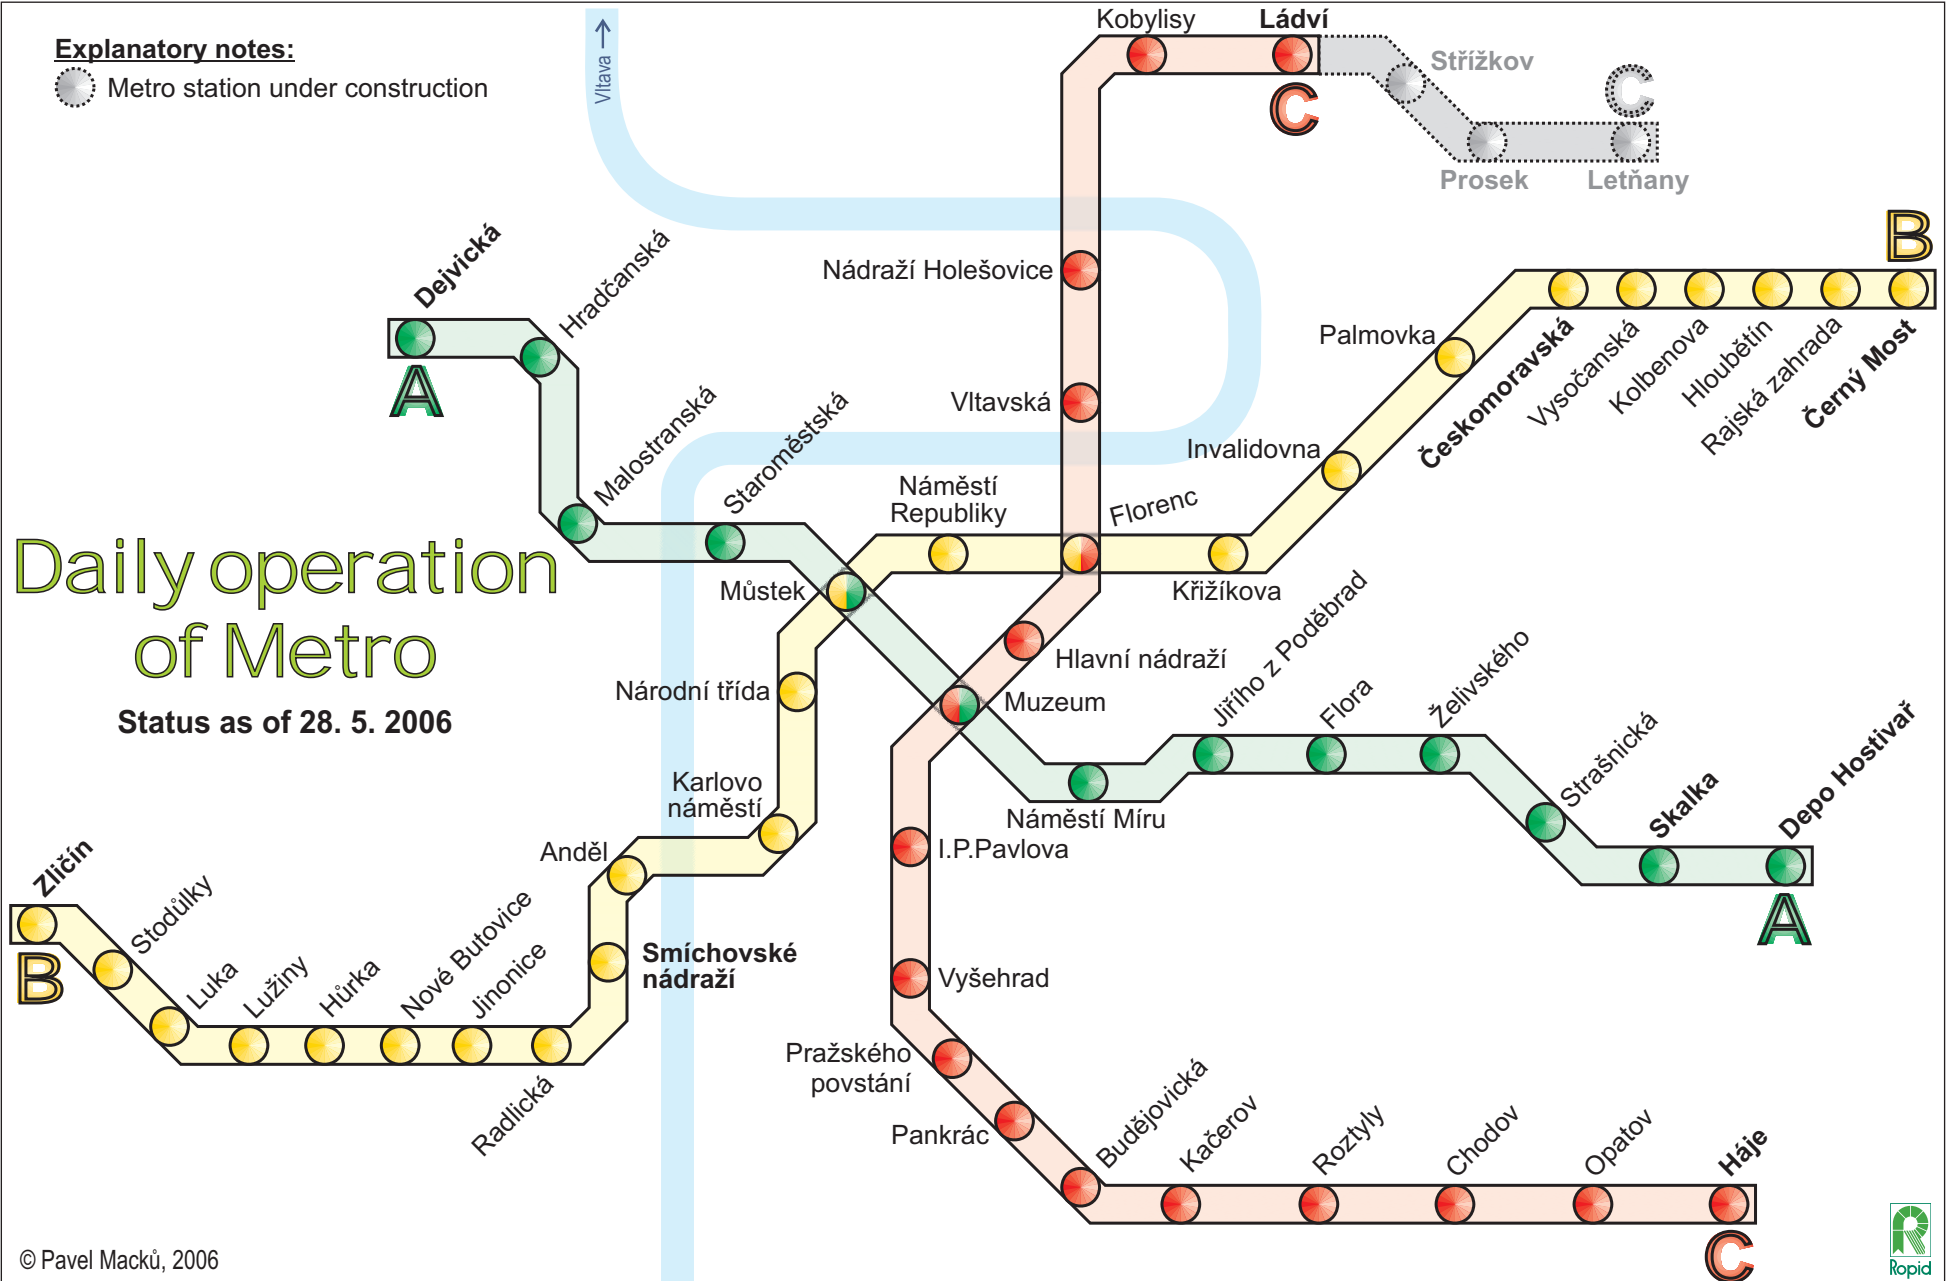 Explanatory notes:
Metro station under construction
Vltava →
Kobylisy
Ládví
C
Střížkov
C
Prosek
Letňany
B
Dejvická
Hradčanská
A
Nádraží Holešovice
Palmovka
Českomoravská
Vysočanská
Kolbenova
Hloubětín
Rajská zahrada
Černý Most
Malostranská
Staroměstská
Vltavská
Invalidovna
Náměstí
Republiky
Florenc
Křižíkova
Můstek
Daily operation
of Metro
Status as of 28. 5. 2006
Národní třída
Hlavní nádraží
Muzeum
Jiřího z Poděbrad
Flora
Želivského
Strašnická
Skalka
Depo Hostivař
A
Karlovo
náměstí
Náměstí Míru
I.P.Pavlova
Anděl
Zličín
B
Stodůlky
Luka
Lužiny
Hůrka
Nové Butovice
Jinonice
Radlická
Smíchovské
nádraží
Vyšehrad
Pražského
povstání
Pankrác
Budějovická
Kačerov
Roztyly
Chodov
Opatov
Háje
C
© Pavel Macků, 2006
Ropid